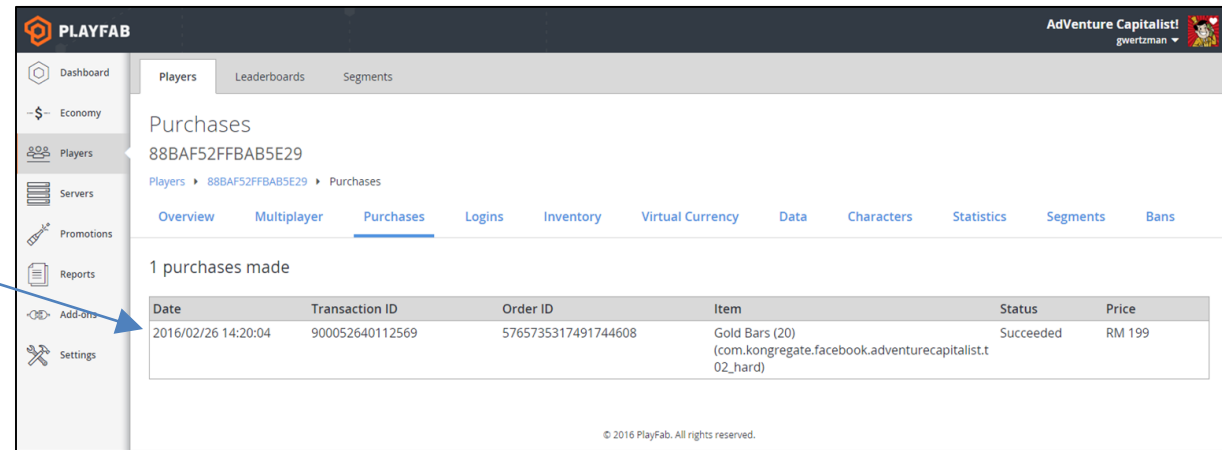 PLAYFAB
AdVenture Capitalist!
gwertzman
Dashboard
Economy
Players
Servers
Promotions
Reports
Add-ons
Settings
Players Leaderboards Segments
Purchases
88BAF52FFBAB5E29
Players 88BAF52FFBAB5E29 Purchases
Overview Multiplayer Purchases Logins Inventory Virtual Currency Data Characters Statistics Segments Bans
1 purchases made
Date Transaction ID Order ID Item Status Price
2016/02/26 14:20:04 900052640112569 5765735317491744608 Gold Bars (20) Succeeded RM 199
(com.kongregate.facebook.adventurecapitalist.t
02_hard)
© 2016 PlayFab. All rights reserved.